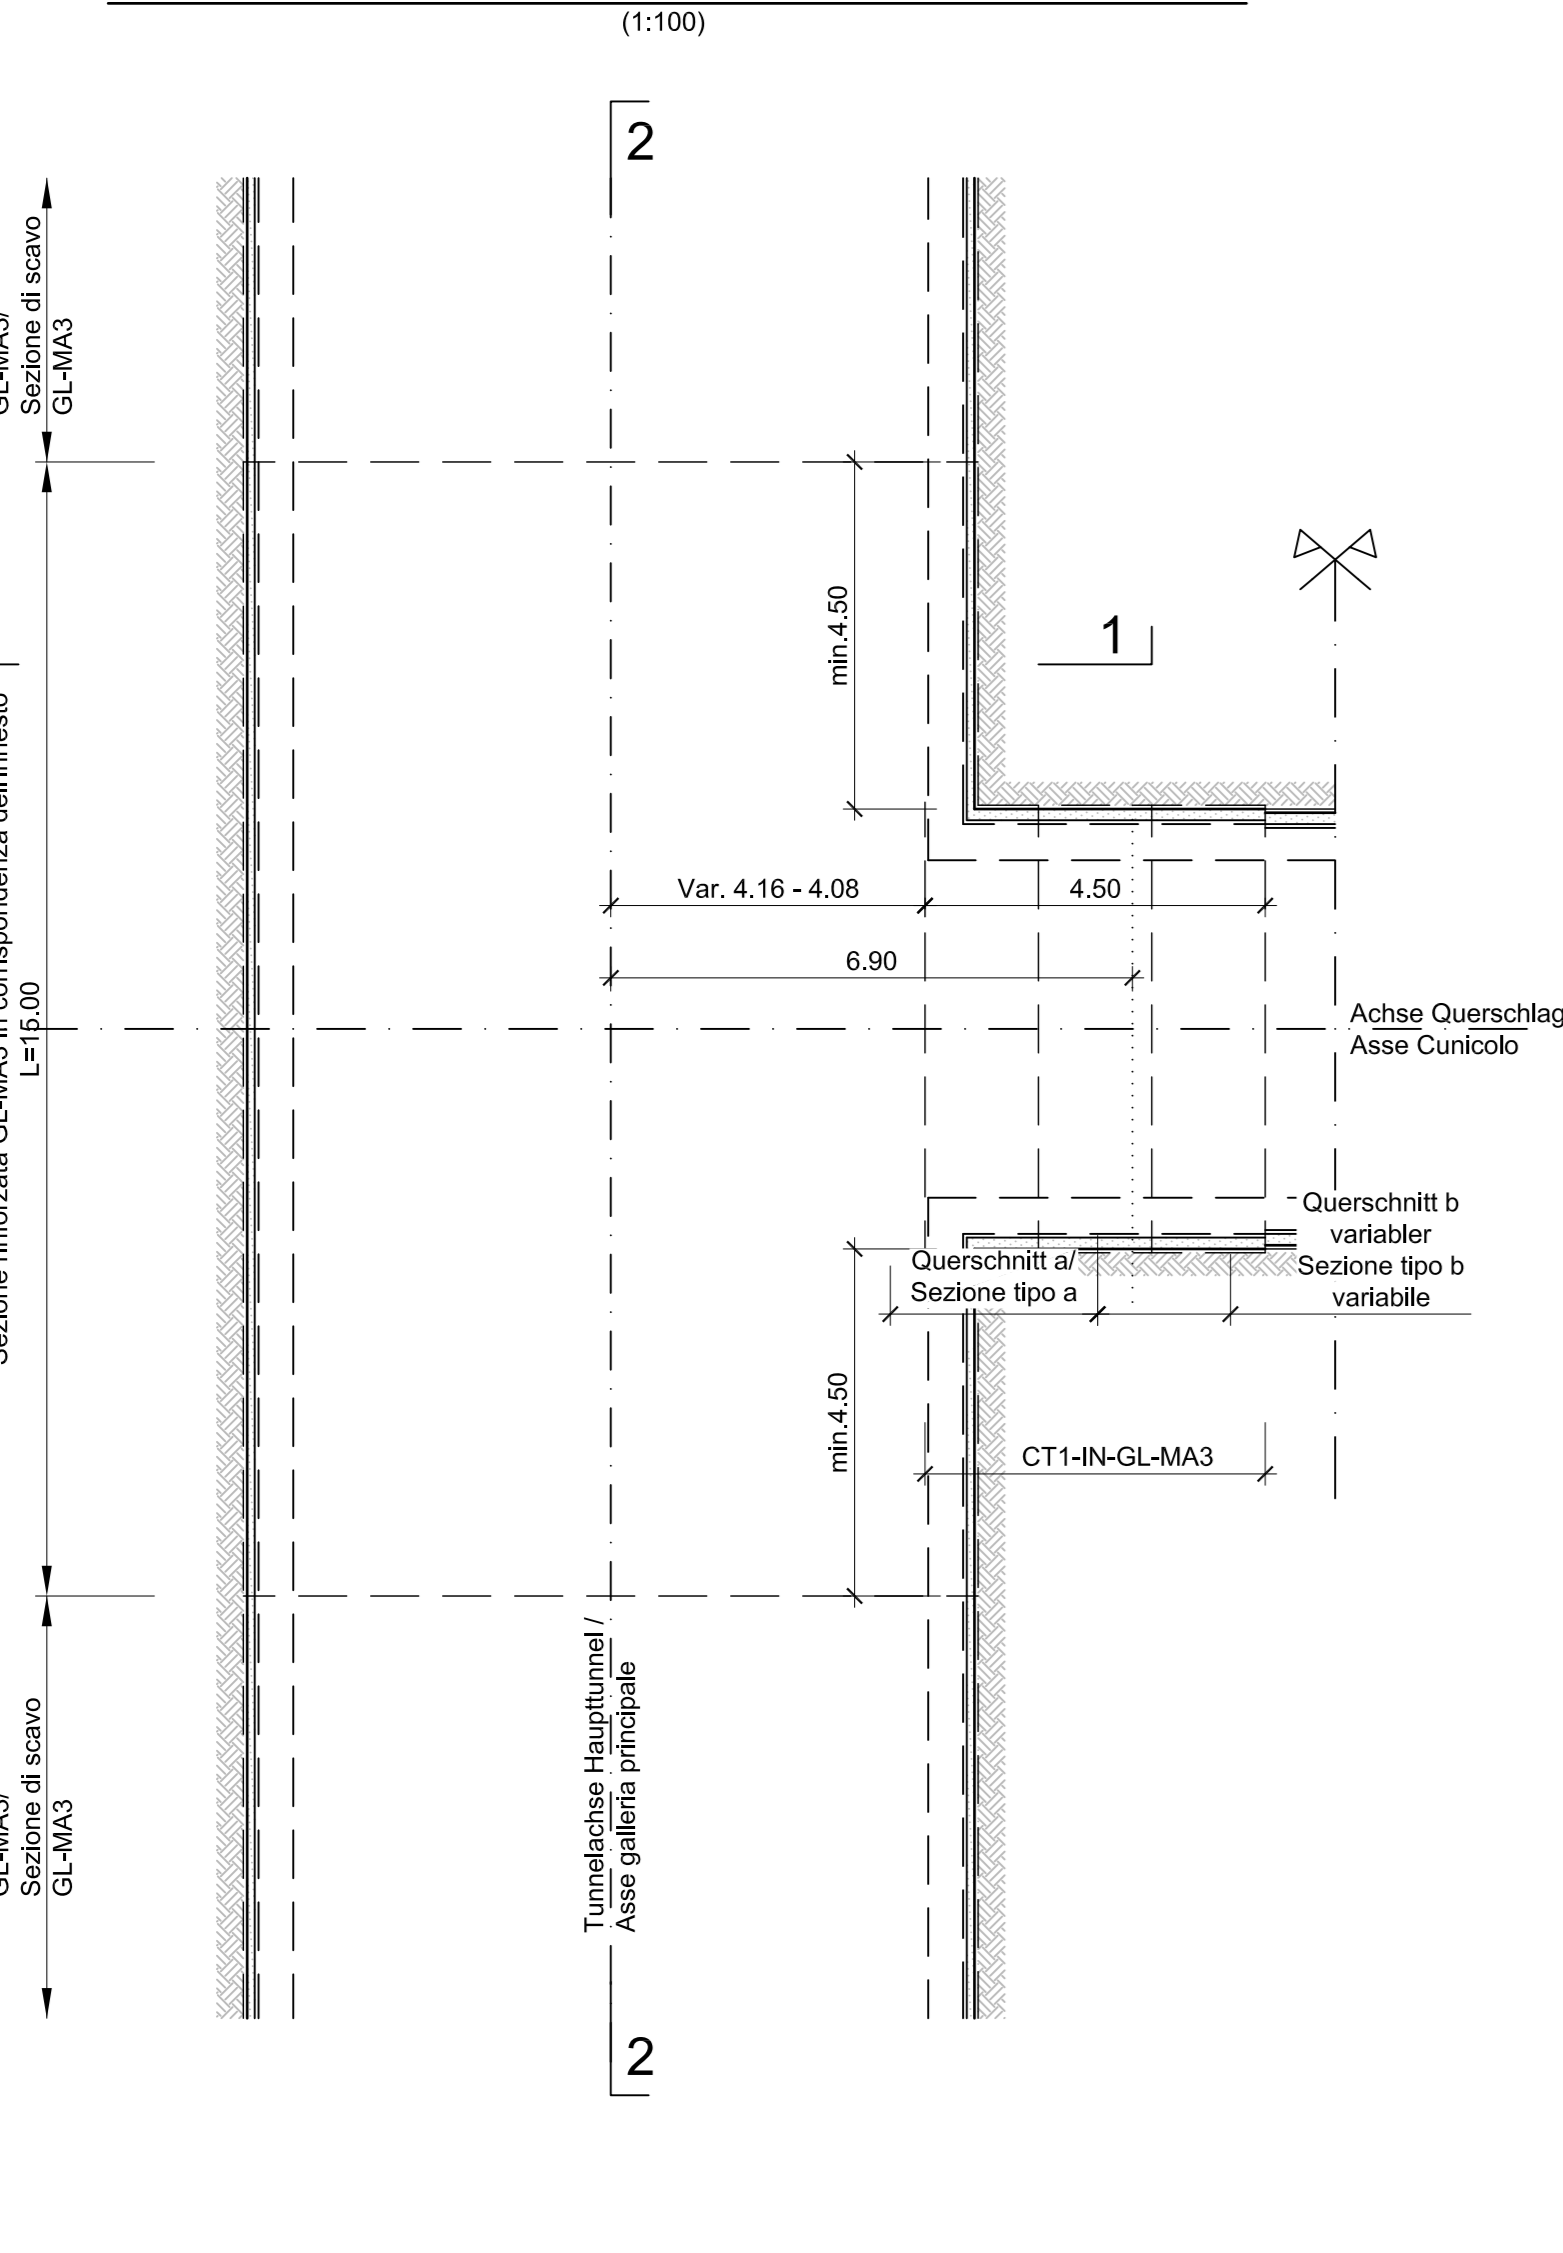 (1:100)
2
Sezione di scavo
GL-MA3
min.4.50
1
Sezione rinforzata GL-MA3 in corrispondenza dell'innesto
L=15.00
Var. 4.16 - 4.08
4.50
6.90
Achse Querschlag
Asse Cunicolo
Querschnitt b
variabler
Sezione tipo b
variabile
Querschnitt a/
Sezione tipo a
min.4.50
CT1-IN-GL-MA3
Tunnelachse Haupttunnel /
Asse galleria principale
GL-MA3/
Sezione di scavo
GL-MA3
2